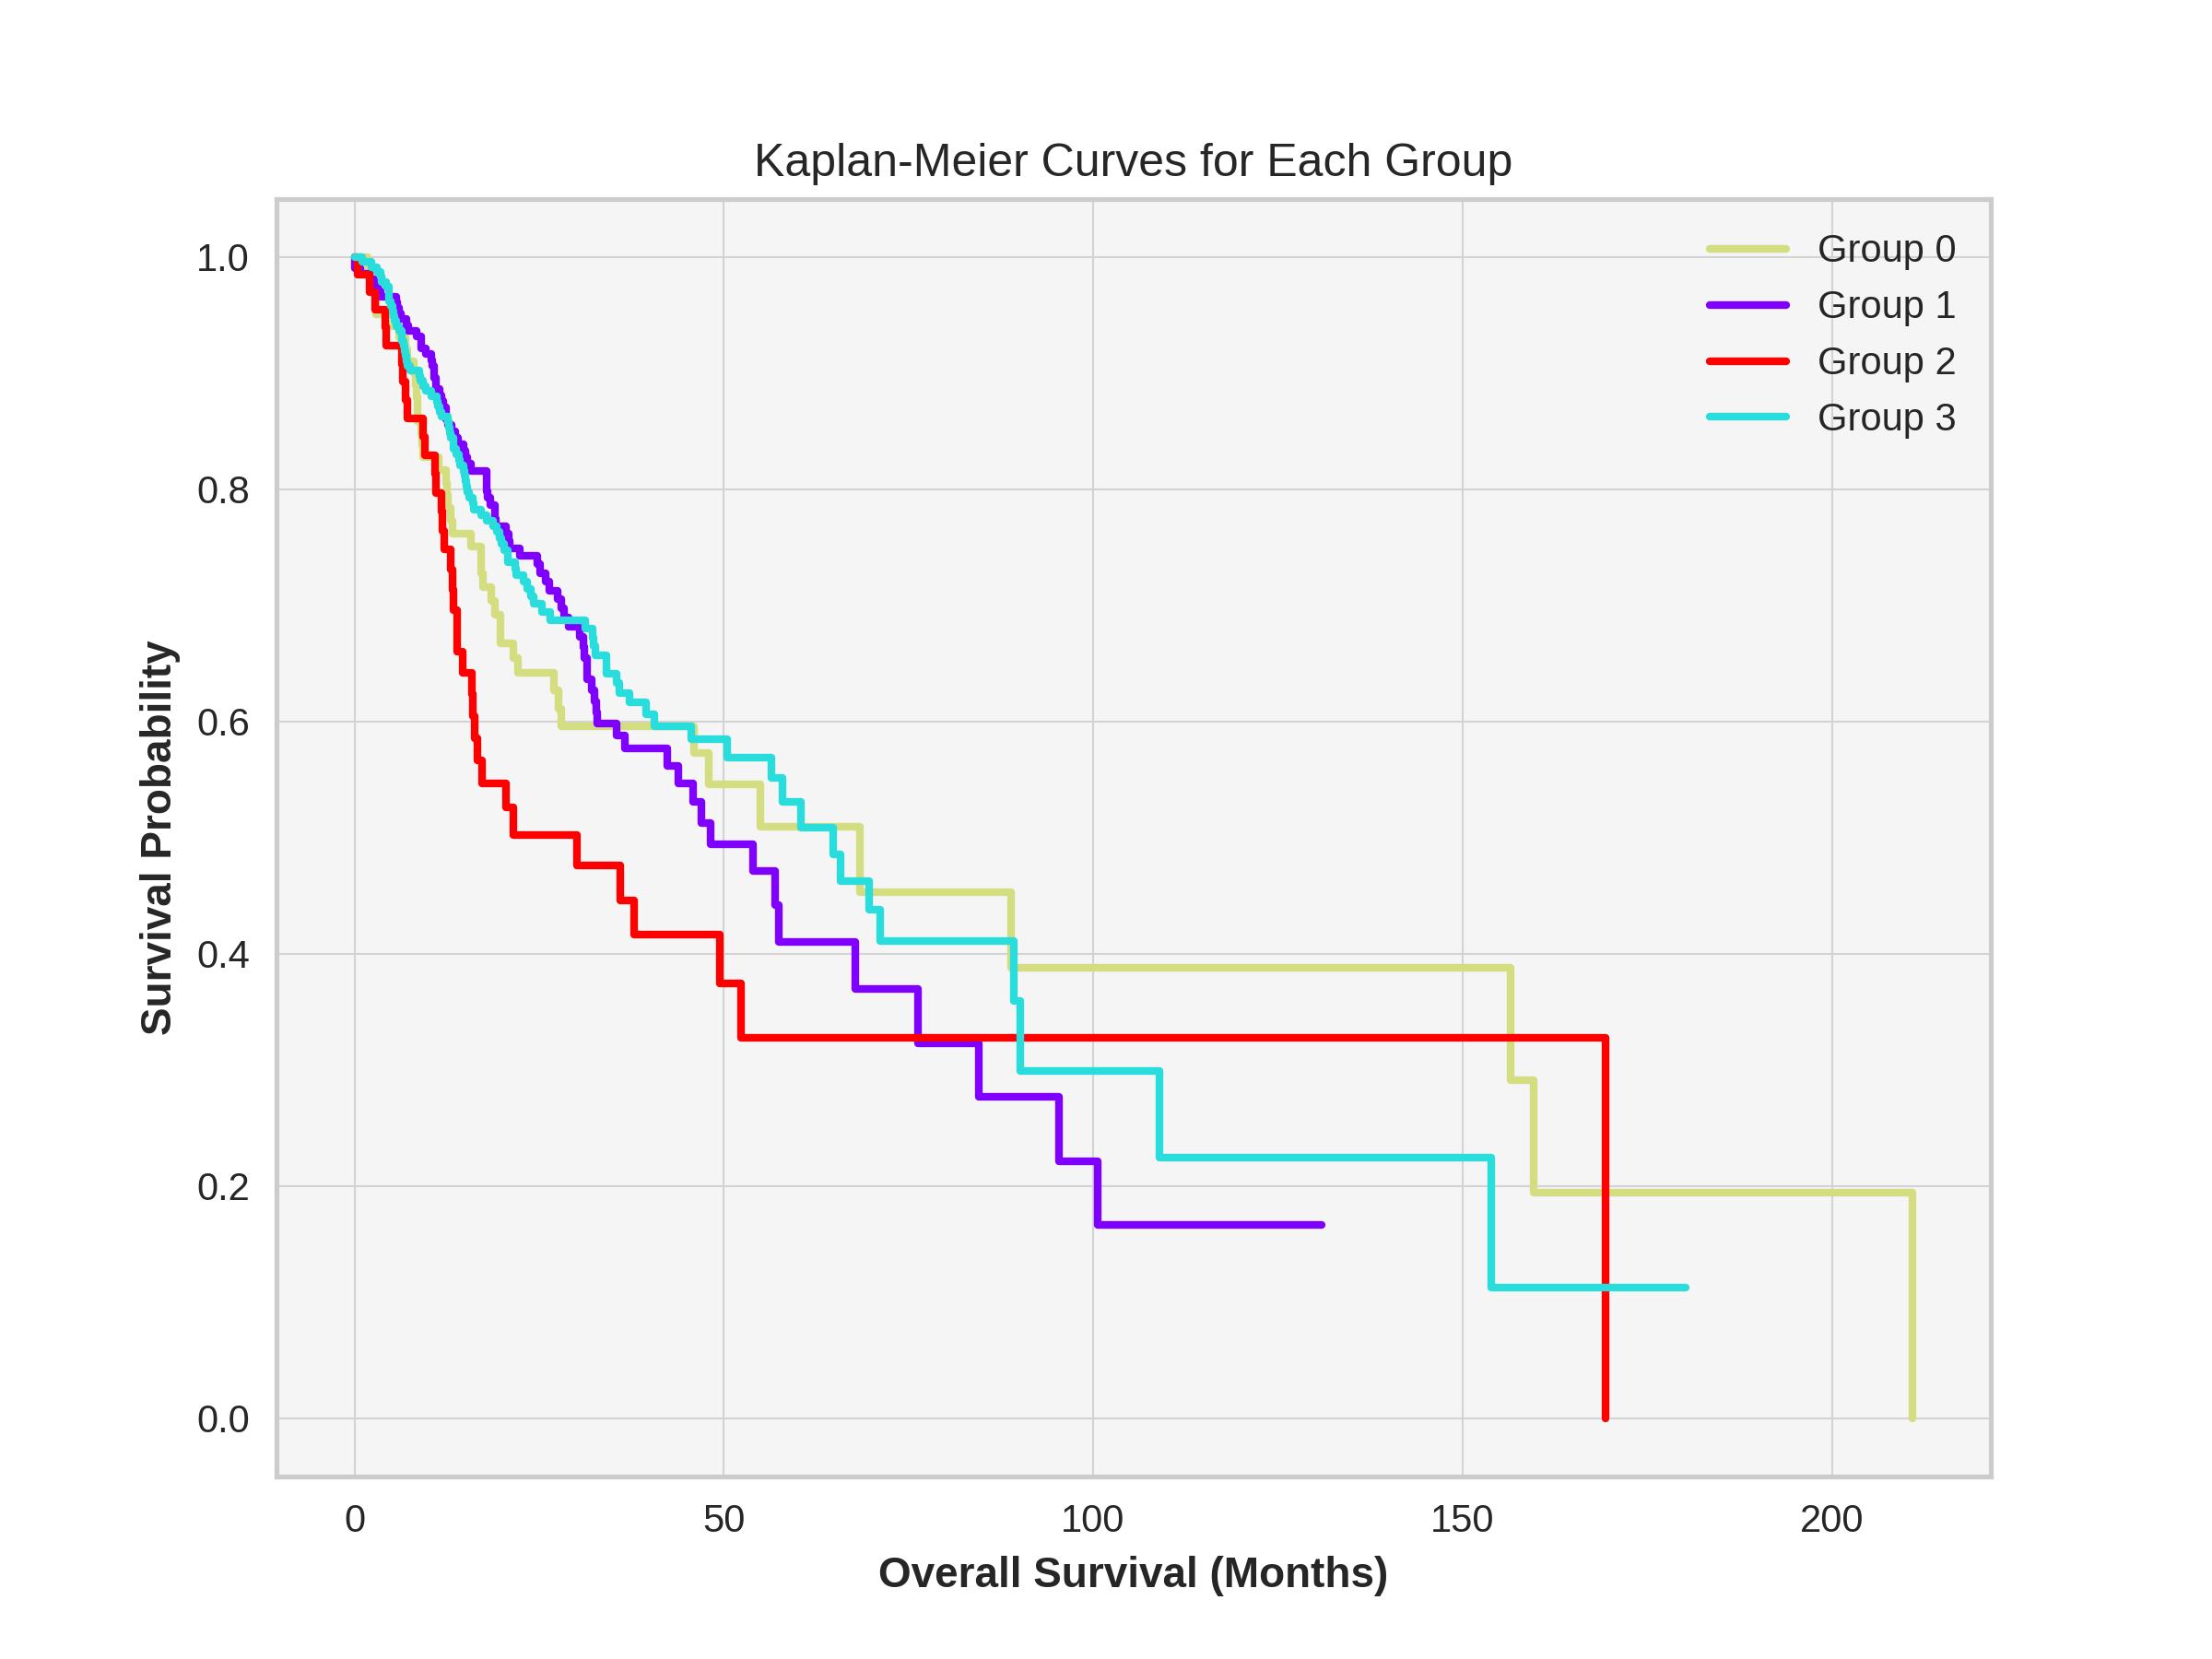 Kaplan-Meier Curves for Each Group
Group 0
Group 1
Group 2
Group 3
1.0
0.8
0.6
0.4
0.2
0.0
Survival Probability
0 50 100 150 200
Overall Survival (Months)